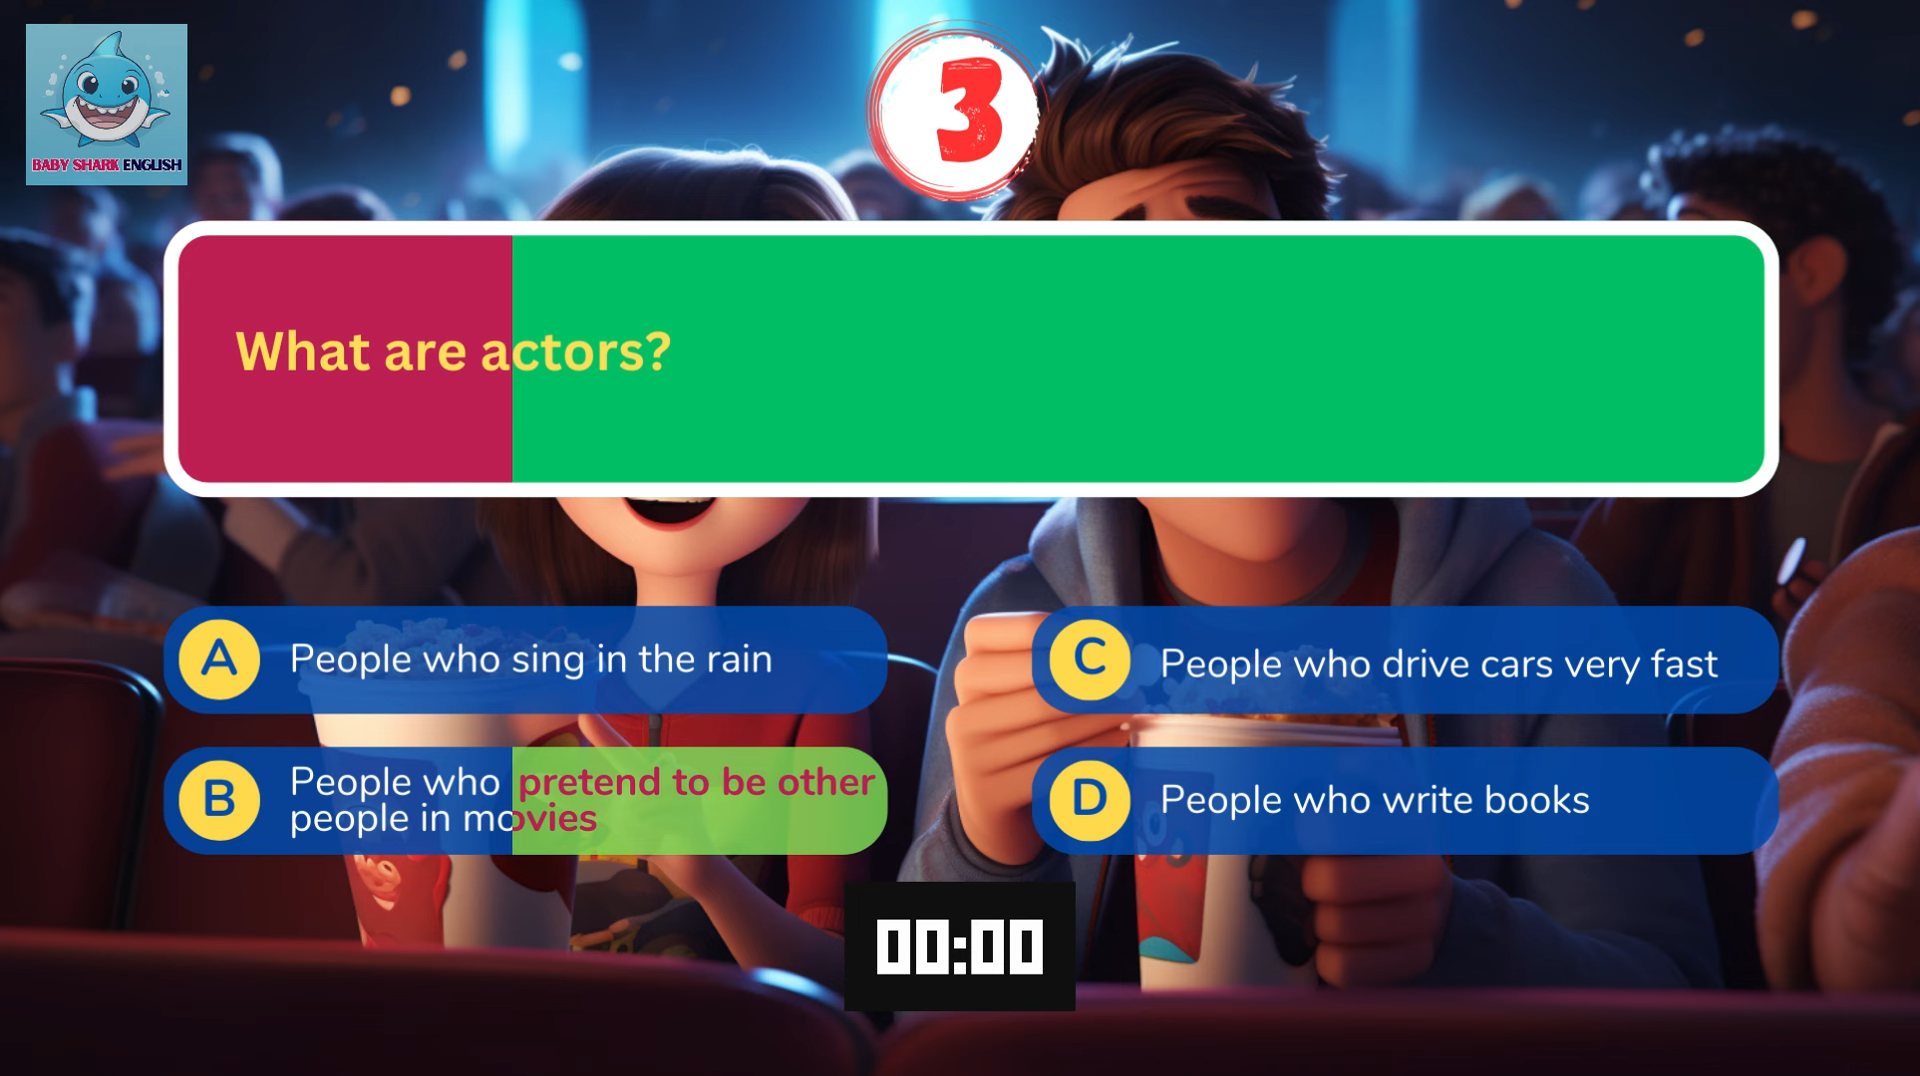 BABY SHARK ENGLISH
3
What are actors?
A
People who sing in the rain
B
People who pretend to be other
people in movies
C
People who drive cars very fast
D
People who write books
00:00